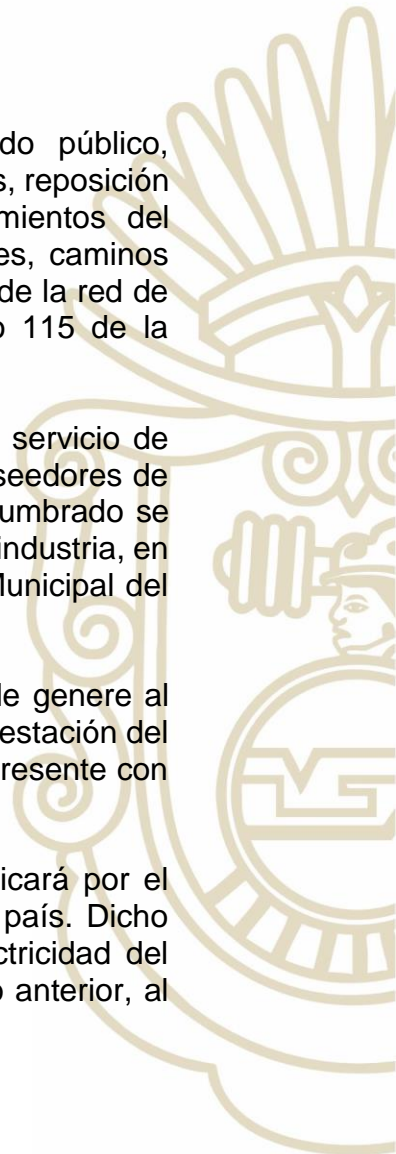 do público,
s, reposición
mientos del
es, caminos
de la red de
o 115 de la
servicio de
seedores de
umbrado se
industria, en
Municipal del
le genere al
estación del
presente con
icará por el
país. Dicho
ctricidad del
o anterior, al